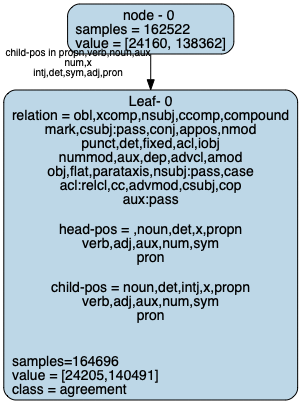 node - 0
samples = 162522
value = [24160, 138362]
child-pos in propn,verb,noun,aux
num,x
intj,det,sym,adj,pron
Leaf- 0
relation = obl,xcomp,nsubj,ccomp,compound
mark,csubj:pass,conj,appos,nmod
punct,det,fixed,acl,iobj
nummod,aux,dep,advcl,amod
obj,flat,parataxis,nsubj:pass,case
acl:relcl,cc,advmod,csubj,cop
aux:pass
head-pos = ,noun,det,x,propn
verb,adj,aux,num,sym
pron
child-pos = noun,det,intj,x,propn
verb,adj,aux,num,sym
pron
samples=164696
value = [24205,140491]
class = agreement